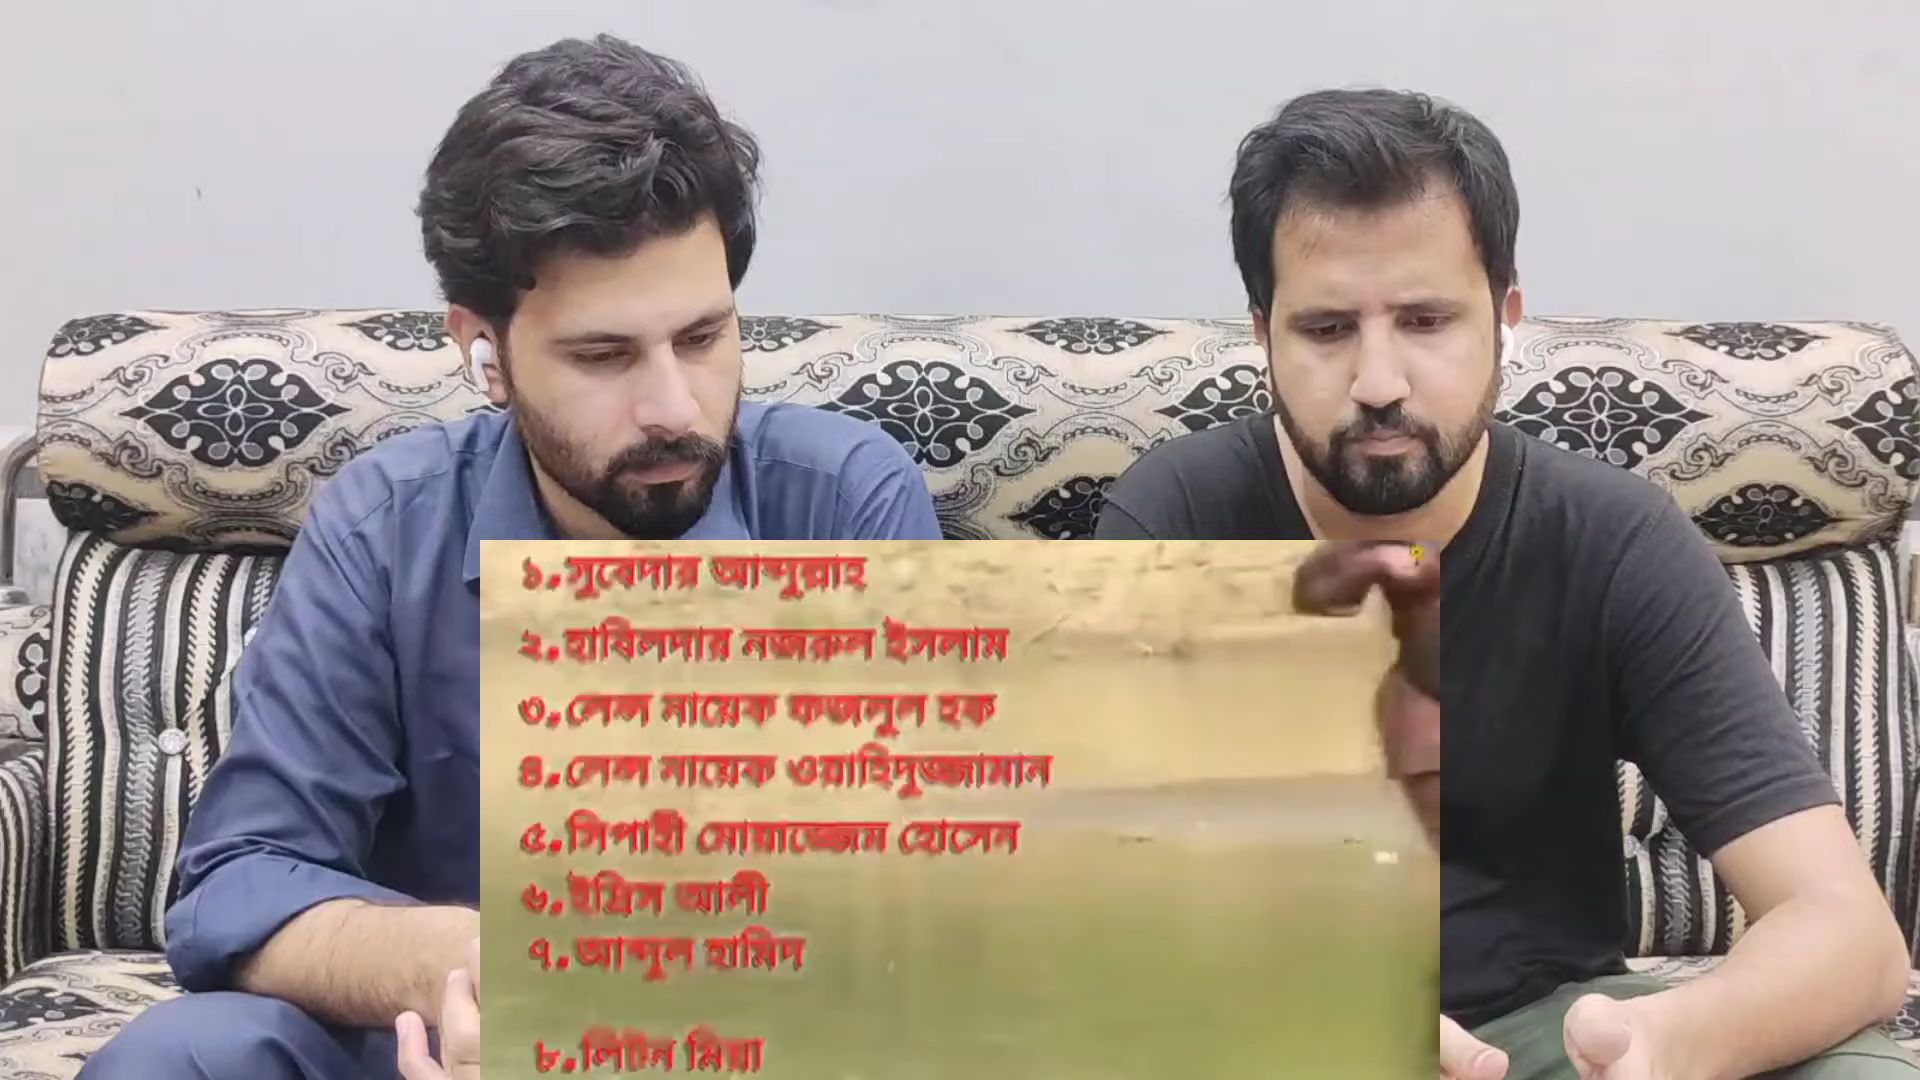 ১.সুবেদার আব্দুল্লাহ
২.হাবিলদার নজরুল ইসলাম
৩.লেন্স নায়েক ফজলুল হক
৪.লেন্স নায়েক ওয়াহিদুজ্জামান
৫.সিপাহী মোয়াজ্জেম হোসেন
৬.ইদ্রিস আলী
৭.আব্দুল হামিদ
৮.লিটন মিয়া